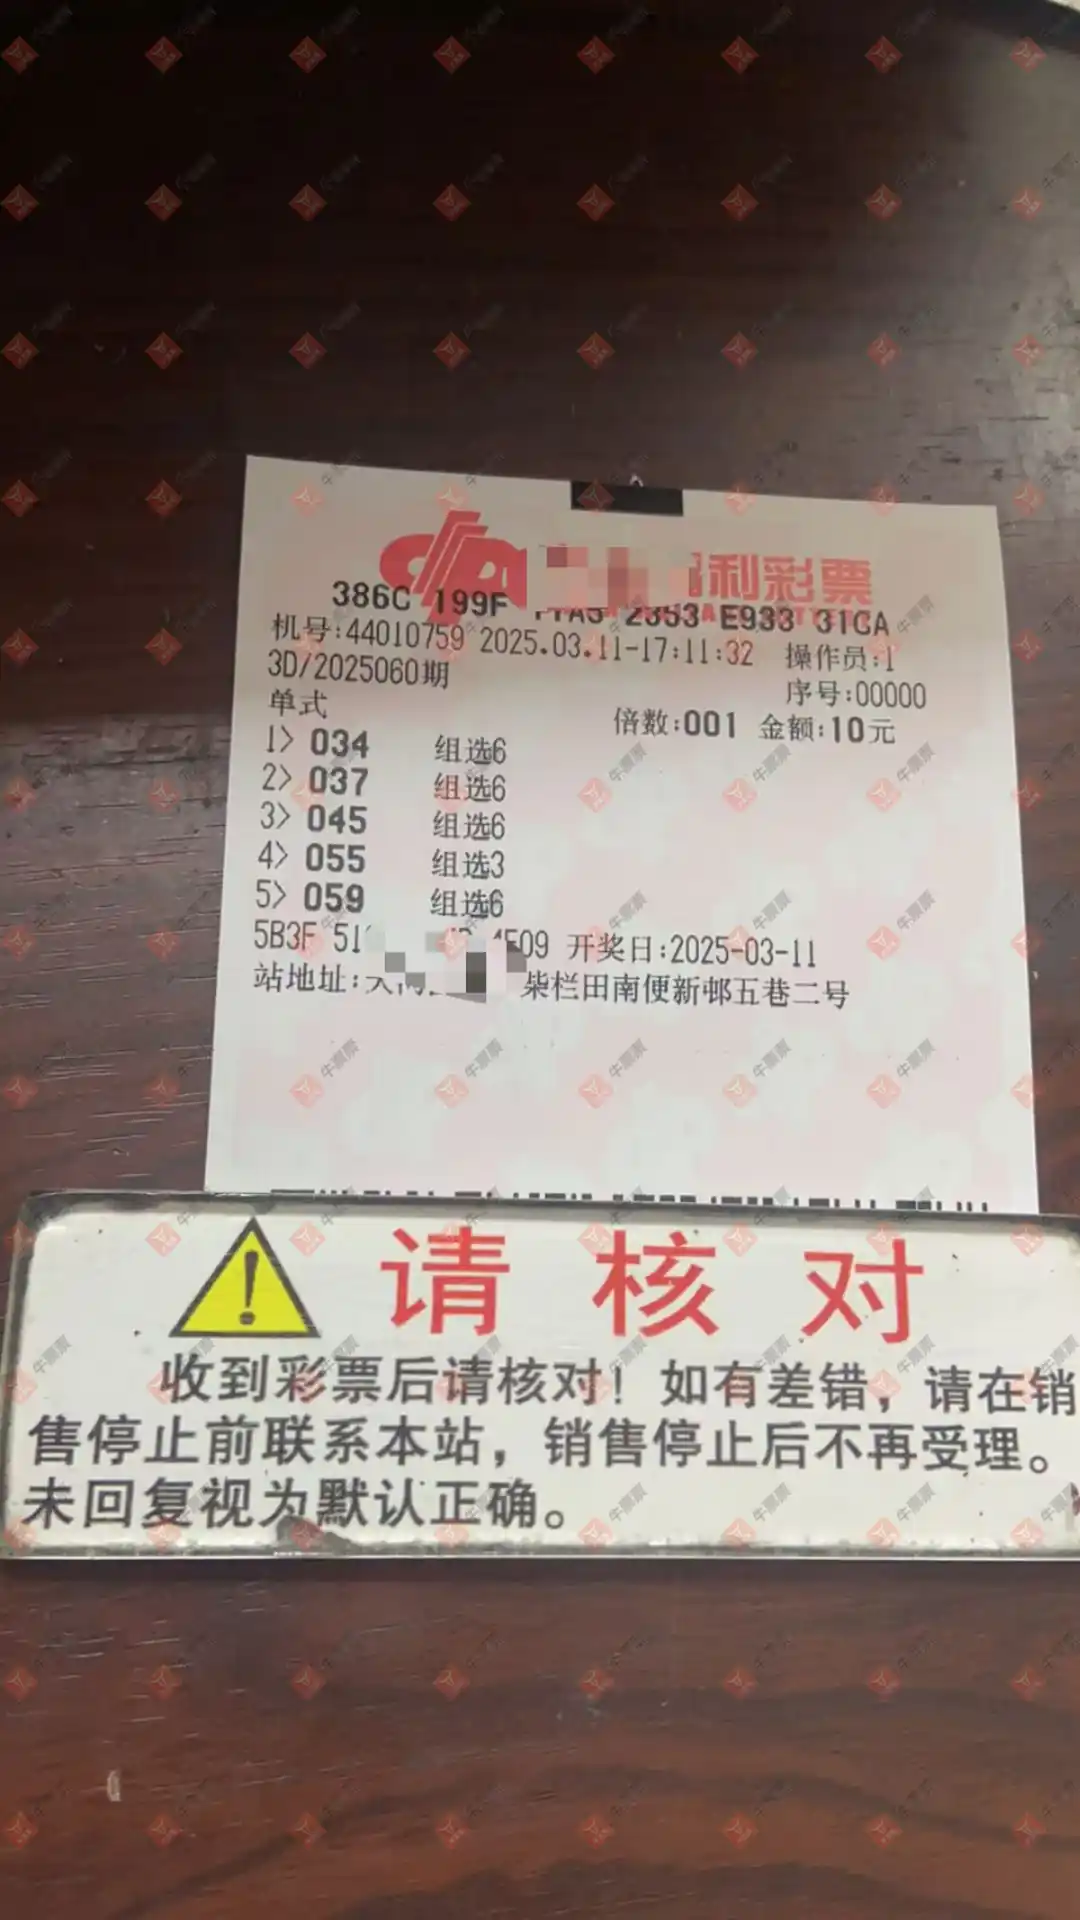 利彩票
386C 199F 2353 E933 31CA
机号:44010759 2025.03.11-17:11:32 操作员:1
3D/2025060期 序号:00000
单式 倍数:001 金额:10元
1> 034 组选6
2> 037 组选6
3> 045 组选6
4> 055 组选3
5> 059 组选6
5B3F 4F09 开奖日:2025-03-11
站地址: 柴栏田南便新邨五巷二号
请核对
收到彩票后请核对！如有差错，请在销
售停止前联系本站，销售停止后不再受理。
未回复视为默认正确。
牛票票